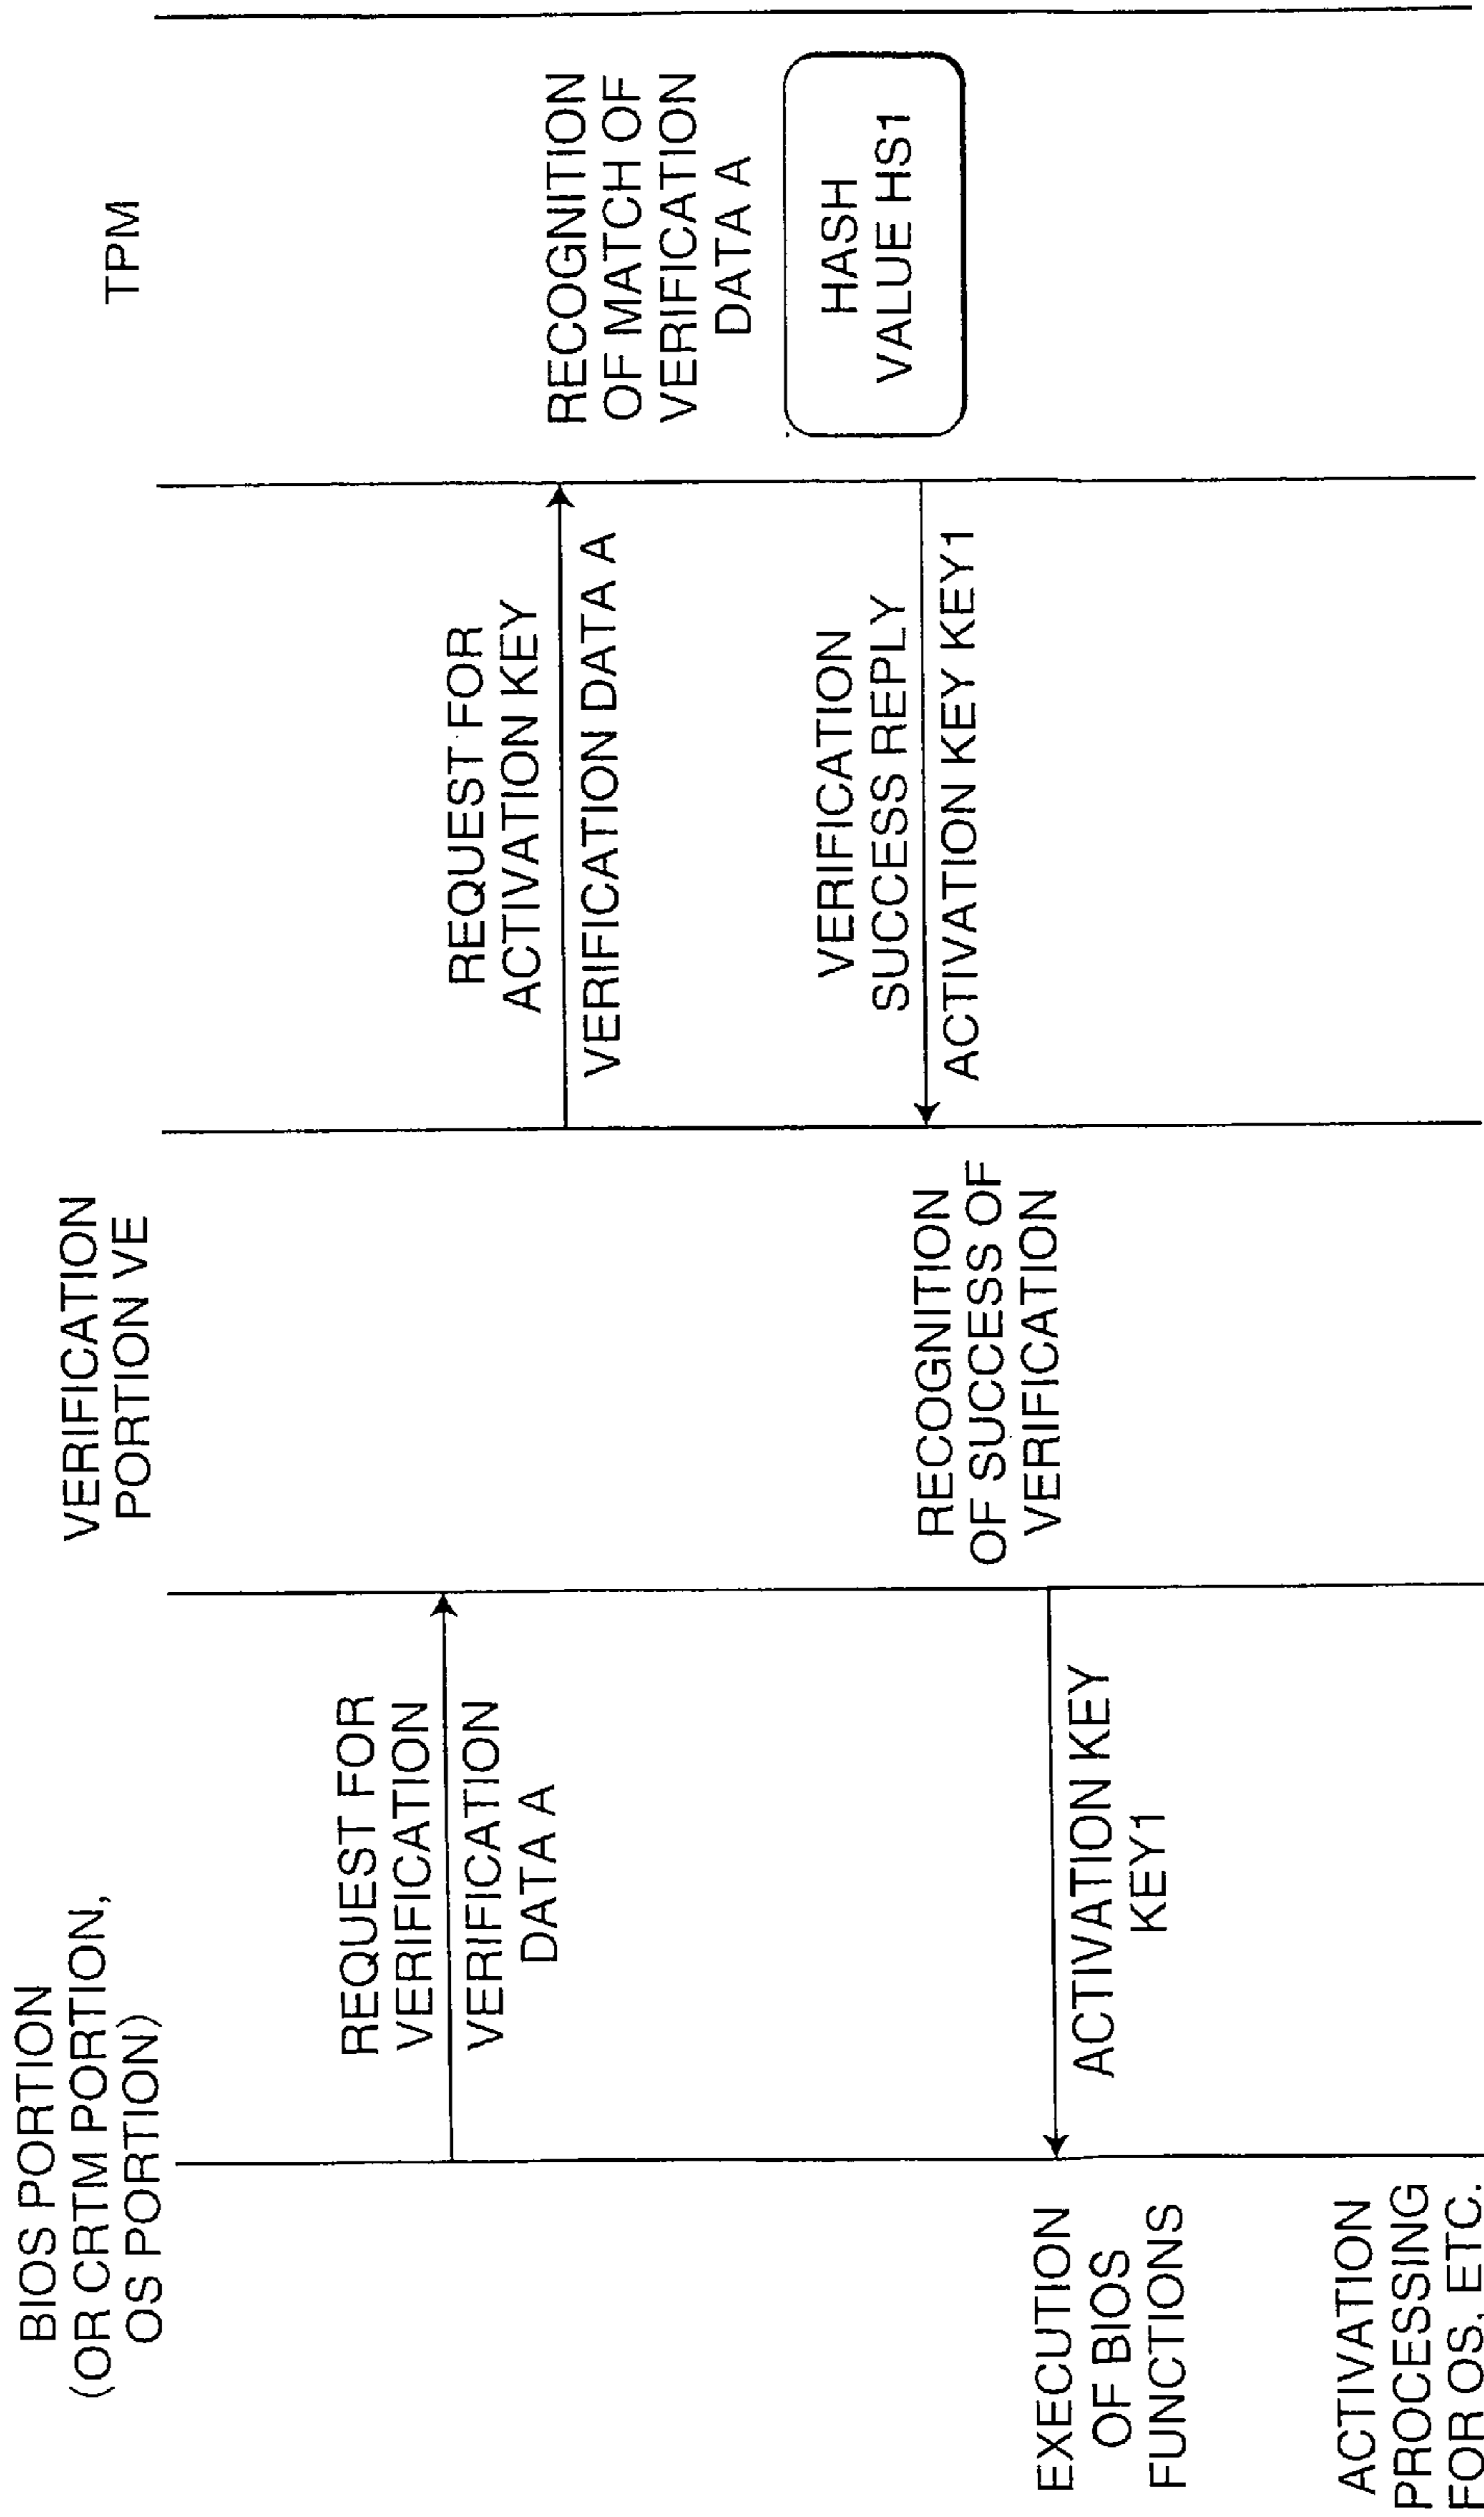 BIOS PORTION
(OR CRTM PORTION,
OS PORTION)
VERIFICATION
PORTION VE
TPM
REQUEST FOR
VERIFICATION
VERIFICATION
DATA A
REQUEST FOR
ACTIVATION KEY
VERIFICATION DATA A
RECOGNITION
OF MATCH OF
VERIFICATION
DATA A
HASH
VALUE HS1
VERIFICATION
SUCCESS REPLY
ACTIVATION KEY KEY1
RECOGNITION
OF SUCCESS OF
VERIFICATION
ACTIVATION KEY
KEY1
EXECUTION
OF BIOS
FUNCTIONS
ACTIVATION
PROCESSING
FOR OS, ETC.